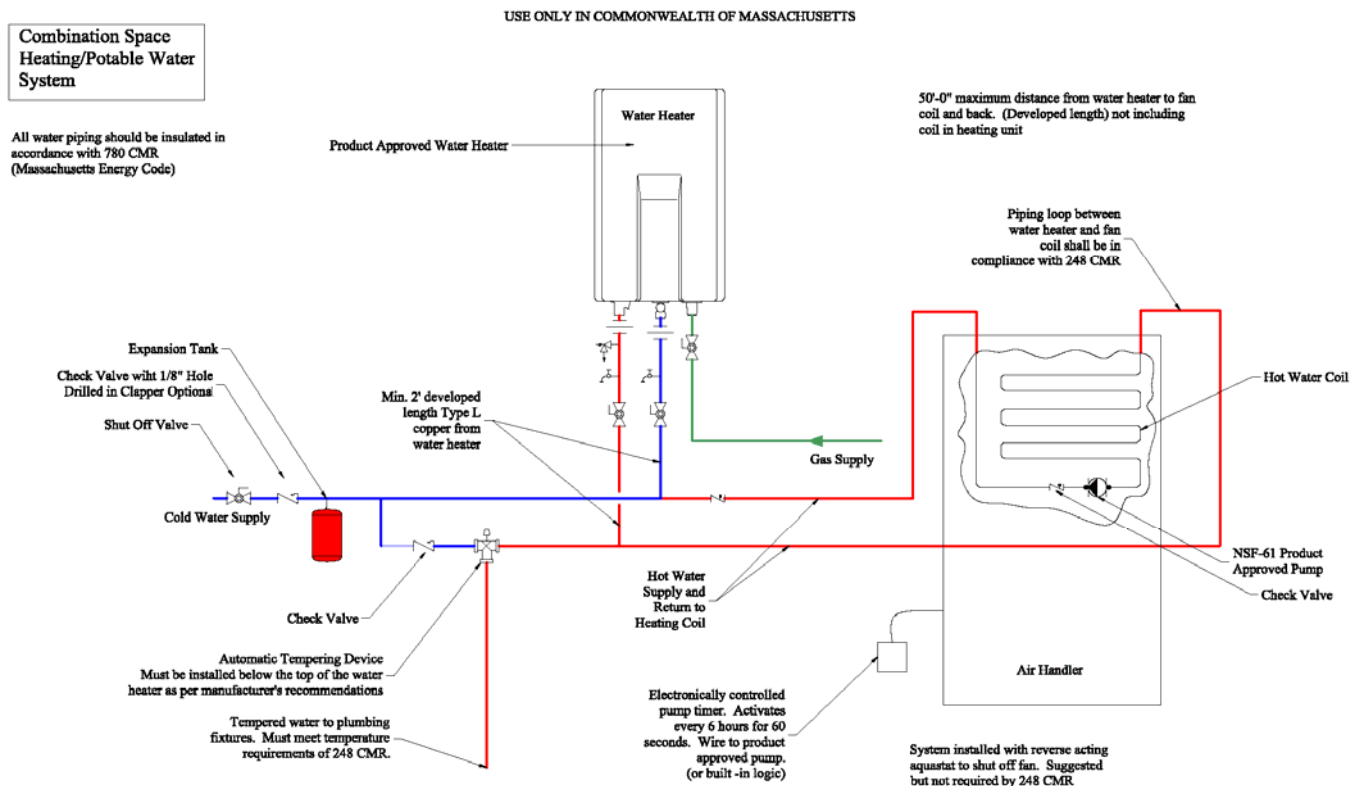 USE ONLY IN COMMONWEALTH OF MASSACHUSETTS
Combination Space
Heating/Potable Water
System
All water piping should be insulated in
accordance with 780 CMR
(Massachusetts Energy Code)
Water Heater
Product Approved Water Heater
50'-0" maximum distance from water heater to fan
coil and back. (Developed length) not including
coil in heating unit
Piping loop between
water heater and fan
coil shall be in
compliance with 248 CMR
Expansion Tank
Check Valve wiht 1/8" Hole
Drilled in Clapper Optional
Shut Off Valve
Min. 2' developed
length Type L
copper from
water heater
Hot Water Coil
Gas Supply
Cold Water Supply
NSF-61 Product
Approved Pump
Check Valve
Hot Water
Supply and
Return to
Heating Coil
Check Valve
Automatic Tempering Device
Must be installed below the top of the water
heater as per manufacturer's recommendations
Air Handler
Tempered water to plumbing
fixtures. Must meet temperature
requirements of 248 CMR.
Electronically controlled
pump timer. Activates
every 6 hours for 60
seconds. Wire to product
approved pump.
(or built -in logic)
System installed with reverse acting
aquastat to shut off fan. Suggested
but not required by 248 CMR